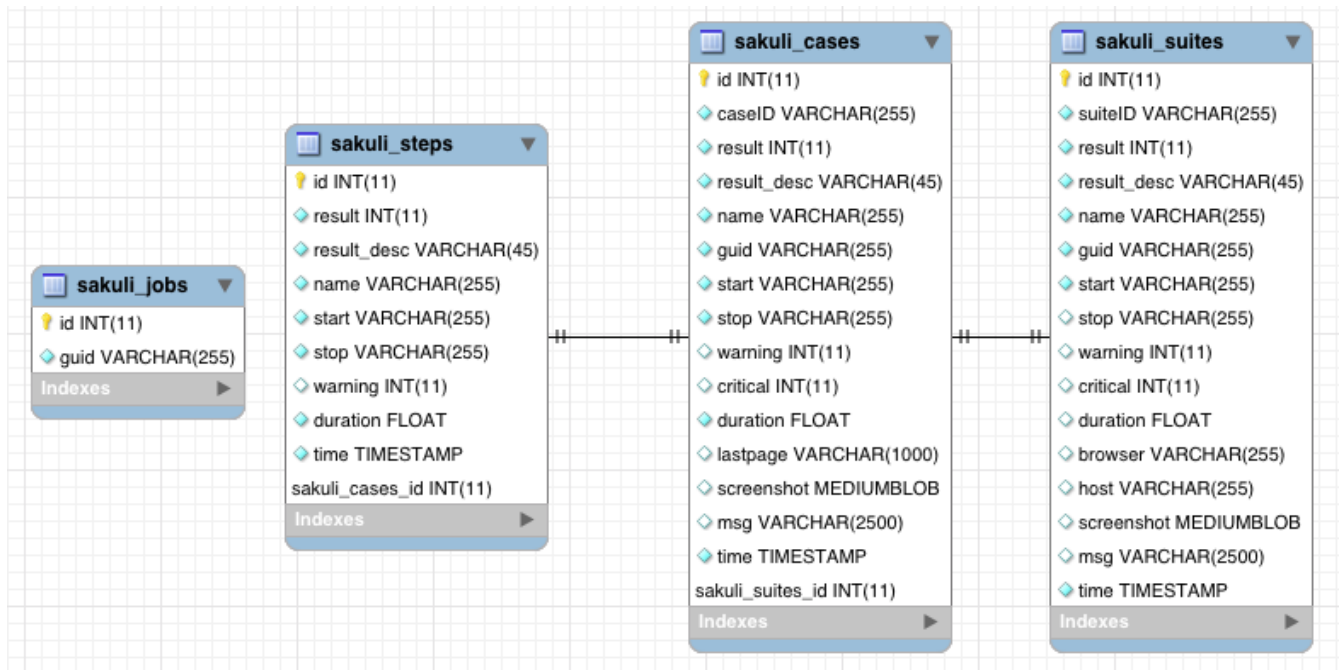 sakuli_jobs
id INT(11)
guid VARCHAR(255)
Indexes
sakuli_steps
id INT(11)
result INT(11)
result_desc VARCHAR(45)
name VARCHAR(255)
start VARCHAR(255)
stop VARCHAR(255)
warning INT(11)
duration FLOAT
time TIMESTAMP
sakuli_cases_id INT(11)
Indexes
sakuli_cases
id INT(11)
caseID VARCHAR(255)
result INT(11)
result_desc VARCHAR(45)
name VARCHAR(255)
guid VARCHAR(255)
start VARCHAR(255)
stop VARCHAR(255)
warning INT(11)
critical INT(11)
duration FLOAT
lastpage VARCHAR(1000)
screenshot MEDIUMBLOB
msg VARCHAR(2500)
time TIMESTAMP
sakuli_suites_id INT(11)
Indexes
sakuli_suites
id INT(11)
suiteID VARCHAR(255)
result INT(11)
result_desc VARCHAR(45)
name VARCHAR(255)
guid VARCHAR(255)
start VARCHAR(255)
stop VARCHAR(255)
warning INT(11)
critical INT(11)
duration FLOAT
browser VARCHAR(255)
host VARCHAR(255)
screenshot MEDIUMBLOB
msg VARCHAR(2500)
time TIMESTAMP
Indexes